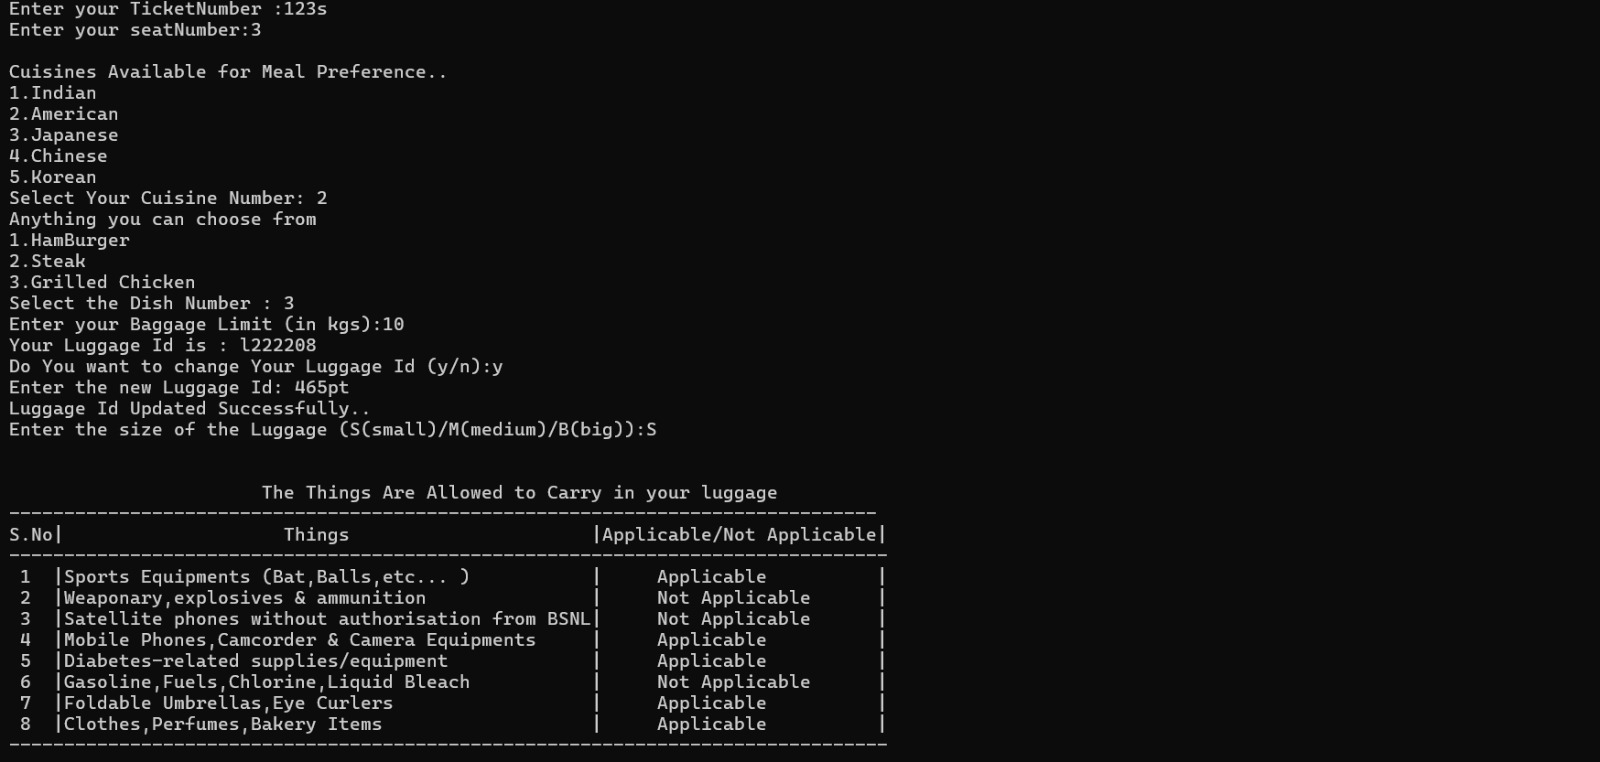 Enter your TicketNumber :123s
Enter your seatNumber:3
Cuisines Available for Meal Preference..
1.Indian
2.American
3.Japanese
4.Chinese
5.Korean
Select Your Cuisine Number: 2
Anything you can choose from
1.HamBurger
2.Steak
3.Grilled Chicken
Select the Dish Number : 3
Enter your Baggage Limit (in kgs):10
Your Luggage Id is : l222208
Do You want to change Your Luggage Id (y/n):y
Enter the new Luggage Id: 465pt
Luggage Id Updated Successfully..
Enter the size of the Luggage (S(small)/M(medium)/B(big)):S
The Things Are Allowed to Carry in your luggage
-------------------------------------------------------------------------------
S.No|                    Things                      |Applicable/Not Applicable|
--------------------------------------------------------------------------------
 1  |Sports Equipments (Bat,Balls,etc... )           |     Applicable          |
 2  |Weaponary,explosives & ammunition               |     Not Applicable      |
 3  |Satellite phones without authorisation from BSNL|     Not Applicable      |
 4  |Mobile Phones,Camcorder & Camera Equipments     |     Applicable          |
 5  |Diabetes-related supplies/equipment             |     Applicable          |
 6  |Gasoline,Fuels,Chlorine,Liquid Bleach           |     Not Applicable      |
 7  |Foldable Umbrellas,Eye Curlers                  |     Applicable          |
 8  |Clothes,Perfumes,Bakery Items                   |     Applicable          |
--------------------------------------------------------------------------------